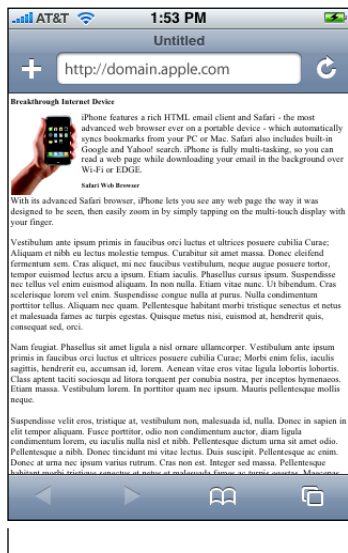 AT&T 1:53 PM
Untitled
http://domain.apple.com
Breakthrough Internet Device
iPhone features a rich HTML email client and Safari - the most
advanced web browser ever on a portable device - which automatically
syncs bookmarks from your PC or Mac. Safari also includes built-in
Google and Yahoo! search. iPhone is fully multi-tasking, so you can
read a web page while downloading your email in the background over
Wi-Fi or EDGE.
Safari Web Browser
With its advanced Safari browser, iPhone lets you see any web page the way it was
designed to be seen, then easily zoom in by simply tapping on the multi-touch display with
your finger.
Vestibulum ante ipsum primis in faucibus orci luctus et ultrices posuere cubilia Curae;
Aliquam et nibh eu lectus molestie tempus. Curabitur sit amet massa. Donec eleifend
fermentum sem. Cras aliquet, mi nec faucibus vestibulum, neque augue posuere tortor,
tempor euismod lectus arcu a ipsum. Etiam iaculis. Phasellus cursus ipsum. Suspendisse
nec tellus vel enim euismod aliquam. In non nulla. Etiam vitae nunc. Ut bibendum. Cras
scelerisque lorem vel enim. Suspendisse congue nulla at purus. Nulla condimentum
porttitor tellus. Aliquam nec quam. Pellentesque habitant morbi tristique senectus et netus
et malesuada fames ac turpis egestas. Quisque metus nisi, euismod at, hendrerit quis,
consequat sed, orci.
Nam feugiat. Phasellus sit amet ligula a nisl ornare ullamcorper. Vestibulum ante ipsum
primis in faucibus orci luctus et ultrices posuere cubilia Curae; Morbi enim felis, iaculis
sagittis, hendrerit eu, accumsan id, lorem. Aenean vitae eros vitae ligula lobortis lobortis.
Class aptent taciti sociosqu ad litora torquent per conubia nostra, per inceptos hymenaeos.
Etiam massa. Vestibulum lorem. In porttitor quam nec ipsum. Mauris pellentesque mollis
neque.
Suspendisse velit eros, tristique at, vestibulum non, malesuada id, nulla. Donec in sapien in
elit tempor aliquam. Fusce porttitor, odio non condimentum auctor, diam ligula
condimentum lorem, eu iaculis nulla nisl et nibh. Pellentesque dictum urna sit amet odio.
Pellentesque a nibh. Donec tincidunt mi vitae lectus. Duis suscipit. Pellentesque ac enim.
Donec at urna nec ipsum varius rutrum. Cras non est. Integer sed massa. Pellentesque
habitant morbi tristique senectus et netus et malesuada fames ac turpis egestas. Maecenas